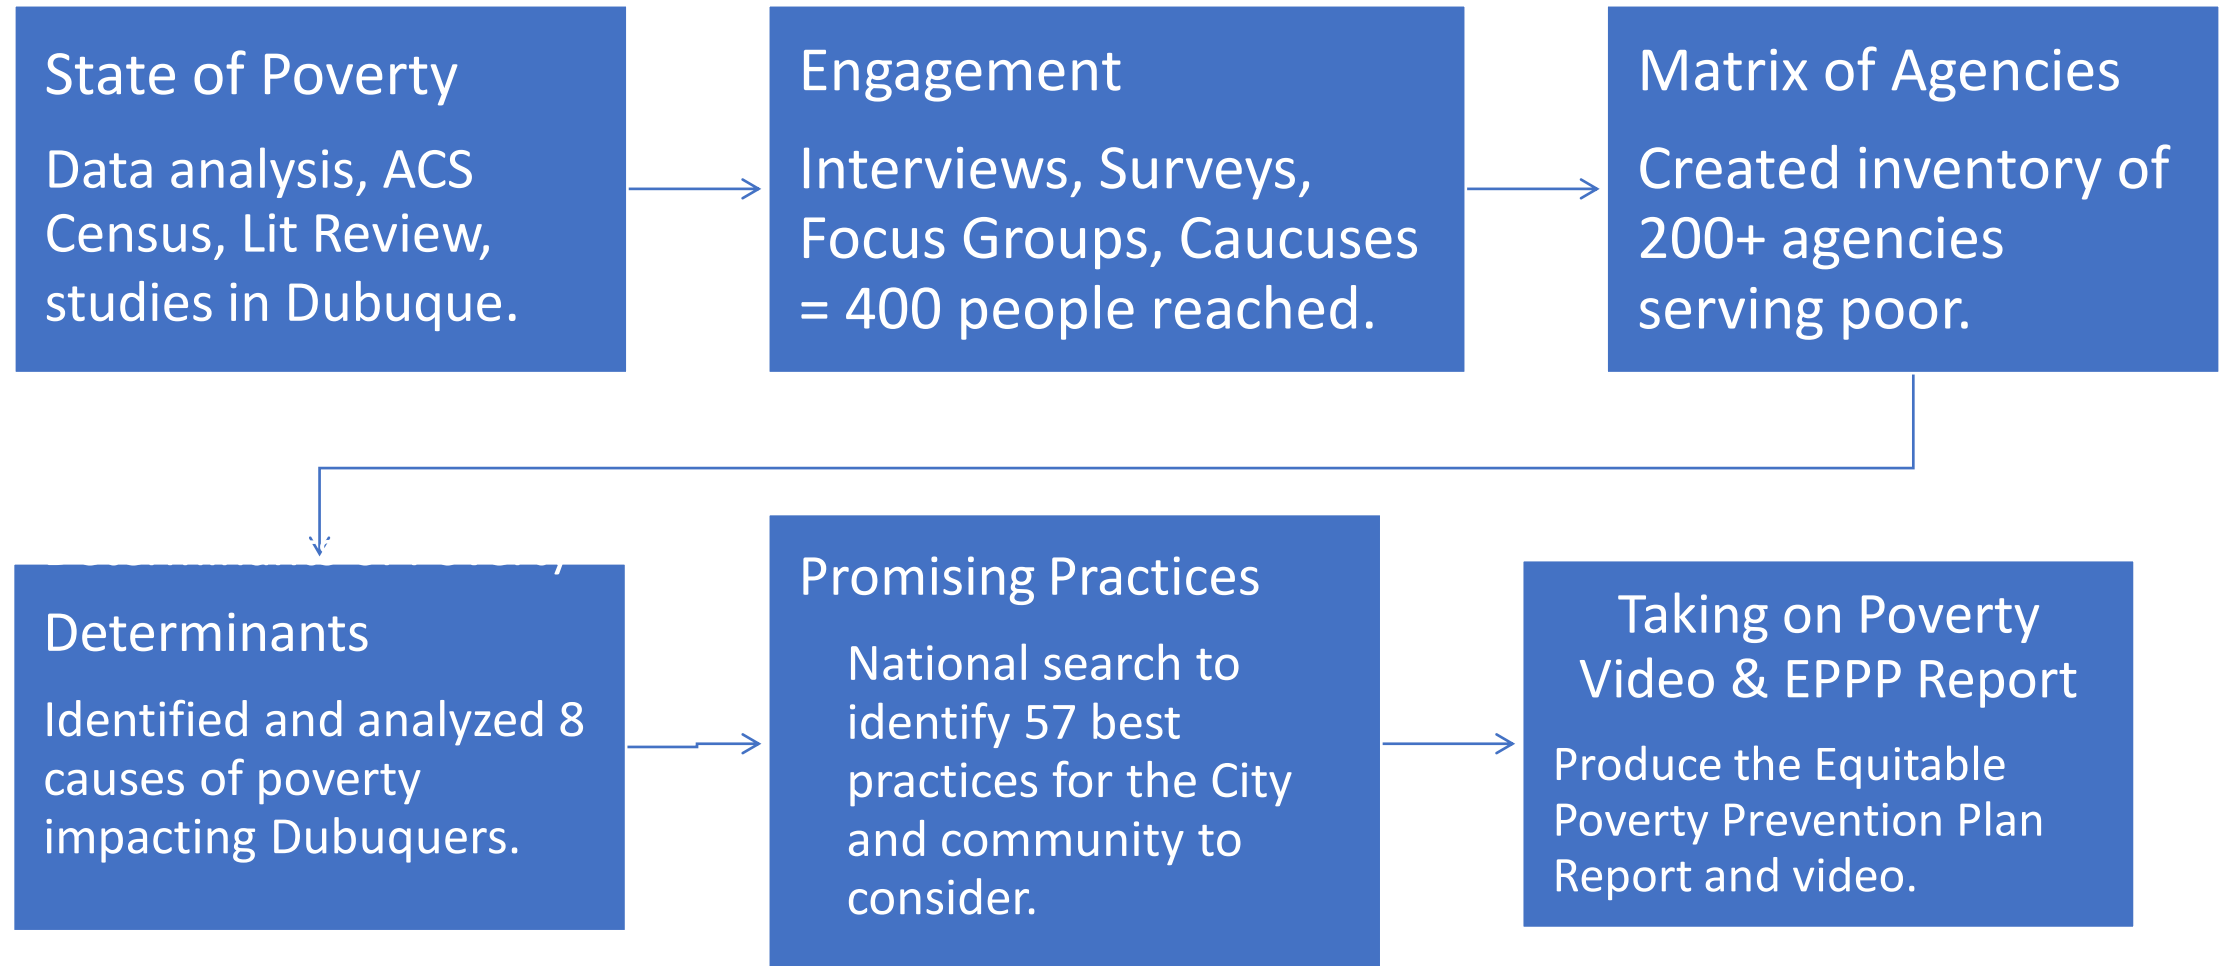 State of Poverty
Data analysis, ACS
Census, Lit Review,
studies in Dubuque.
Engagement
Interviews, Surveys,
Focus Groups, Caucuses
= 400 people reached.
Matrix of Agencies
Created inventory of
200+ agencies
serving poor.
Determinants
Identified and analyzed 8
causes of poverty
impacting Dubuquers.
Promising Practices
National search to
identify 57 best
practices for the City
and community to
consider.
Taking on Poverty
Video & EPPP Report
Produce the Equitable
Poverty Prevention Plan
Report and video.